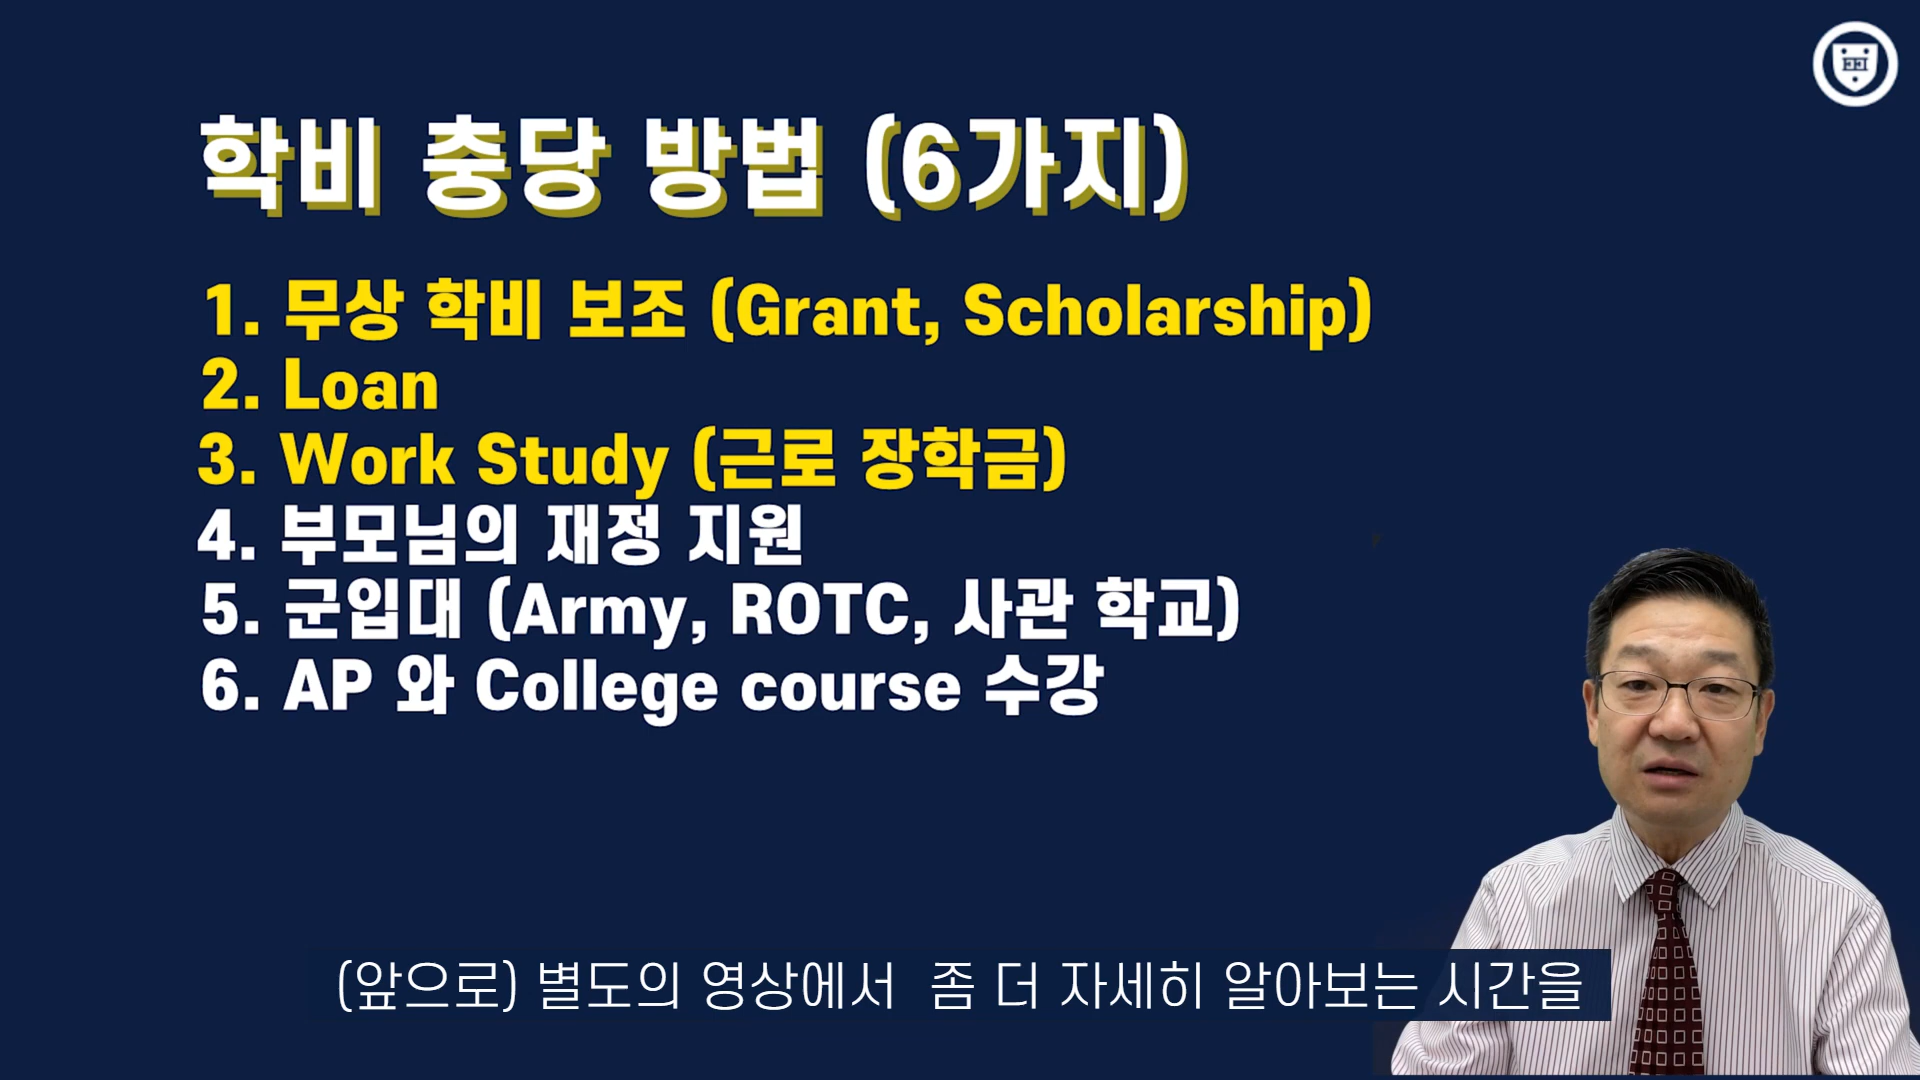 EEI
학비 충당 방법 (6가지)
1. 무상 학비 보조 (Grant, Scholarship)
2. Loan
3. Work Study (근로 장학금)
4. 부모님의 재정 지원
5. 군입대 (Army, ROTC, 사관 학교)
6. AP 와 College course 수강
(앞으로) 별도의 영상에서 좀 더 자세히 알아보는 시간을